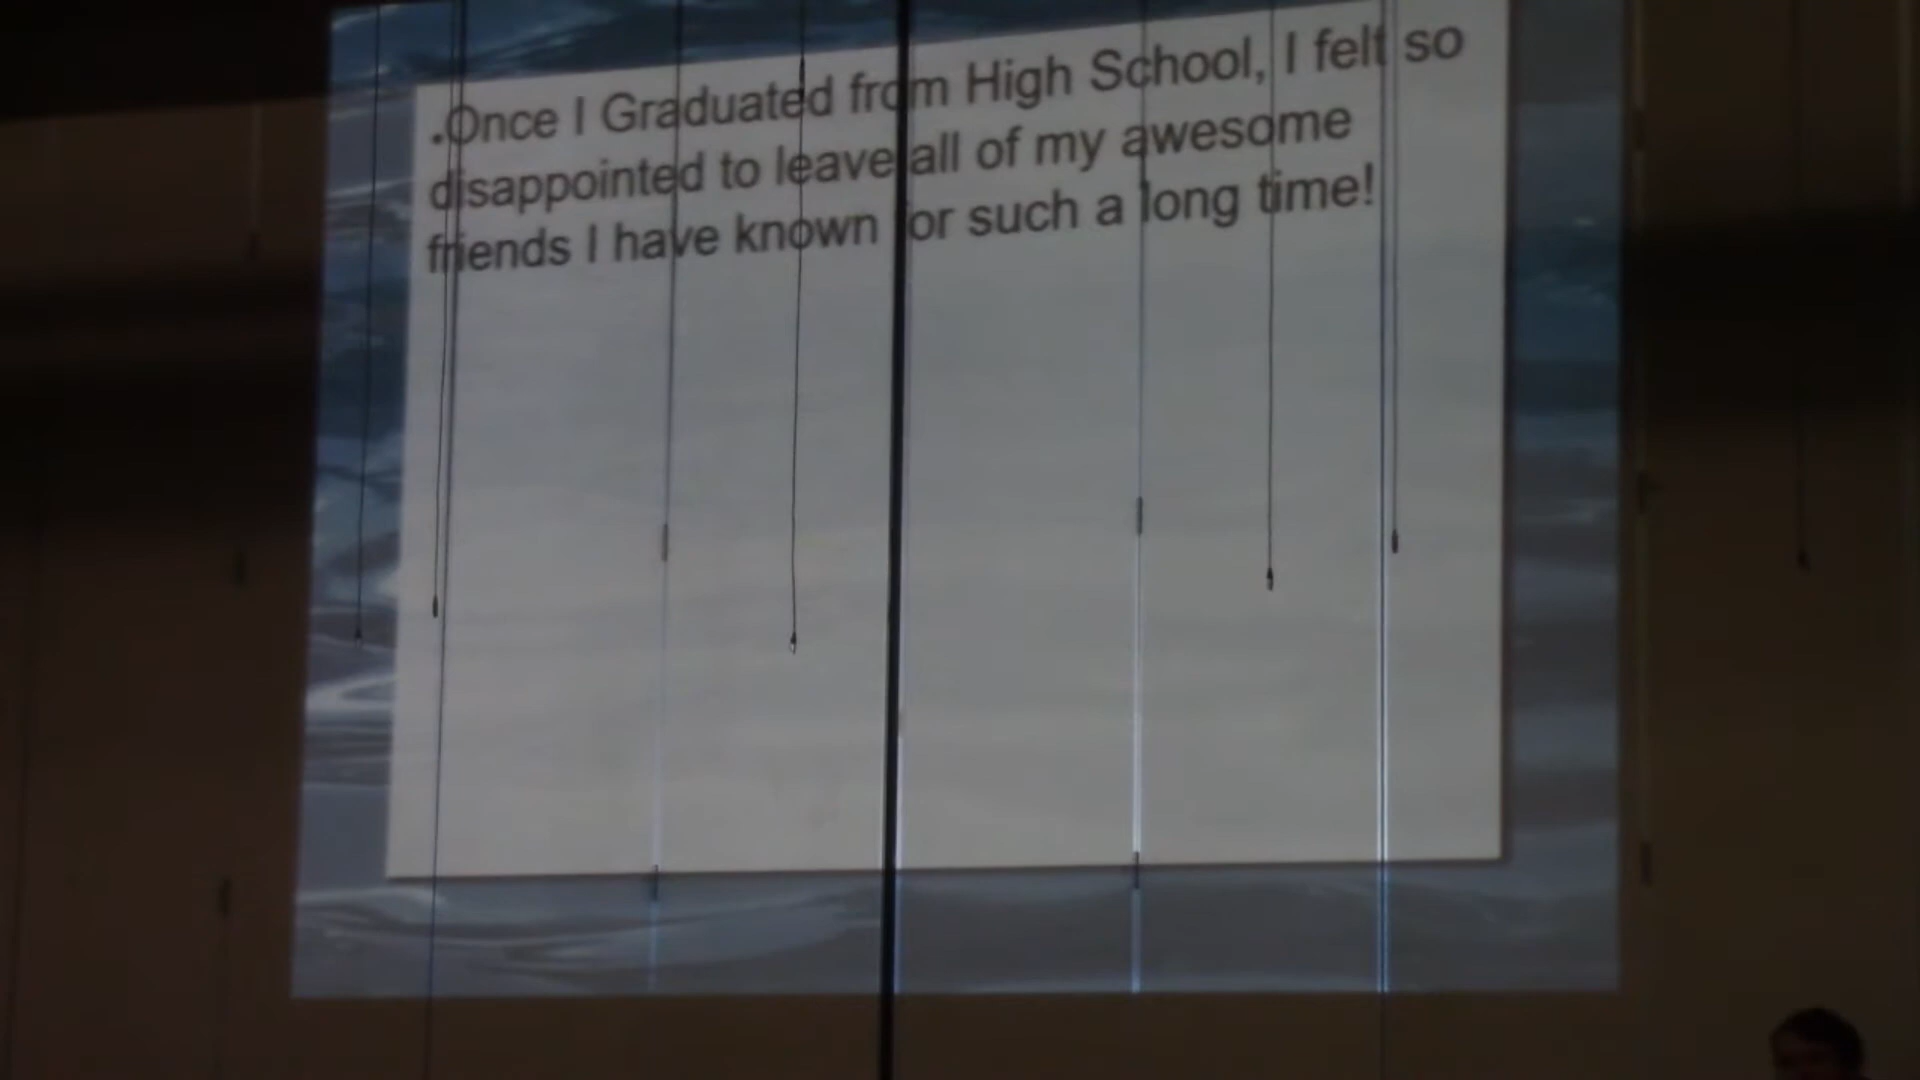 .Once I Graduated from High School, I felt so
disappointed to leave all of my awesome
friends I have known for such a long time!